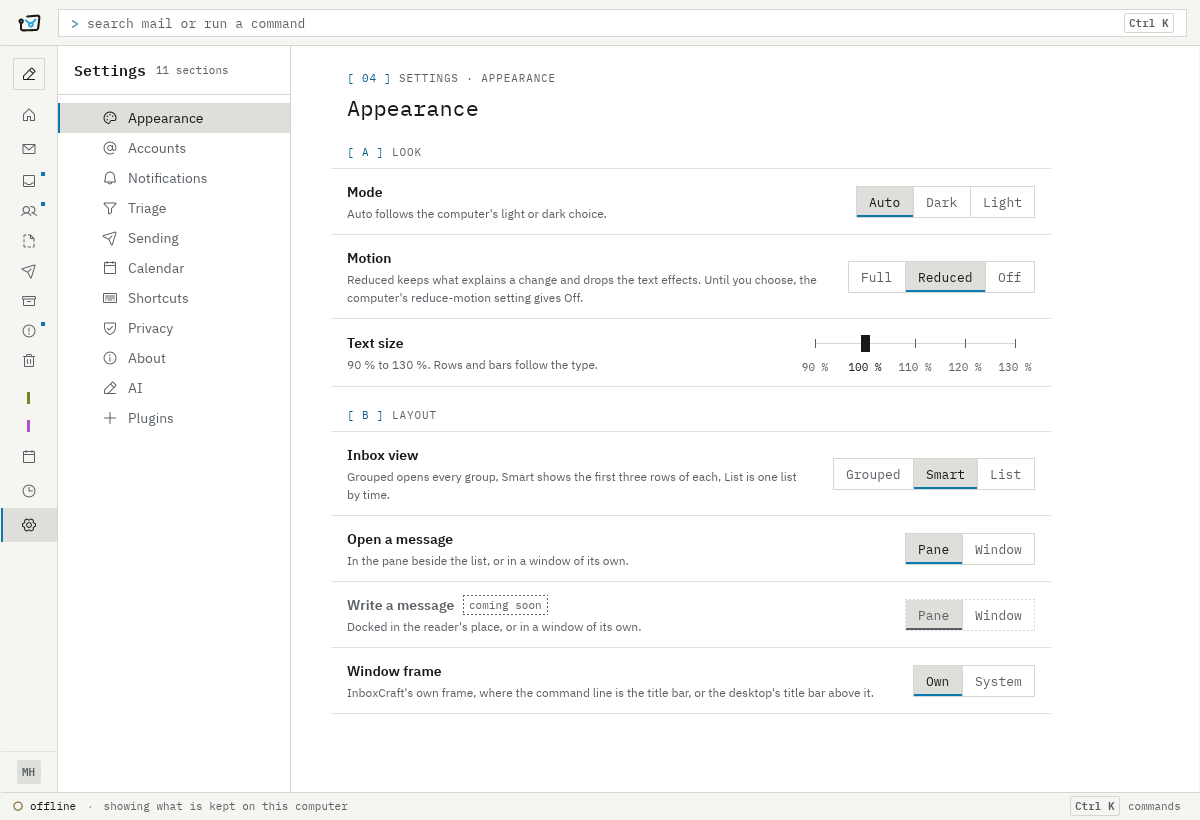 > search mail or run a command
Ctrl K
Settings 11 sections
Appearance
Accounts
Notifications
Triage
Sending
Calendar
Shortcuts
Privacy
About
AI
Plugins
[ 04 ] SETTINGS · APPEARANCE
Appearance
[ A ] LOOK
Mode
Auto follows the computer's light or dark choice.
Auto Dark Light
Motion
Reduced keeps what explains a change and drops the text effects. Until you choose, the
computer's reduce-motion setting gives Off.
Full Reduced Off
Text size
90 % to 130 %. Rows and bars follow the type.
90 % 100 % 110 % 120 % 130 %
[ B ] LAYOUT
Inbox view
Grouped opens every group, Smart shows the first three rows of each, List is one list
by time.
Grouped Smart List
Open a message
In the pane beside the list, or in a window of its own.
Pane Window
Write a message coming soon
Docked in the reader's place, or in a window of its own.
Pane Window
Window frame
InboxCraft's own frame, where the command line is the title bar, or the desktop's title bar above it.
Own System
MH
offline · showing what is kept on this computer
Ctrl K commands